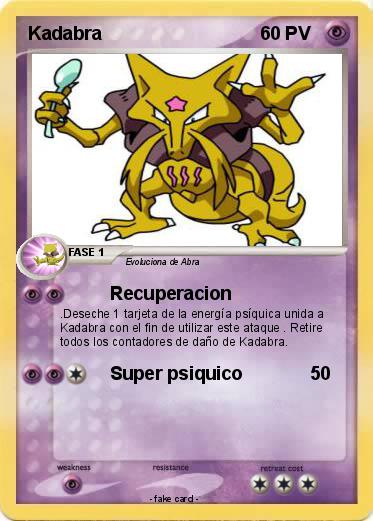 Kadabra 60 PV
FASE 1
Evoluciona de Abra
Recuperacion
.Deseche 1 tarjeta de la energía psíquica unida a
Kadabra con el fin de utilizar este ataque . Retire
todos los contadores de daño de Kadabra.
Super psiquico 50
weakness resistance retreat cost
- fake card -